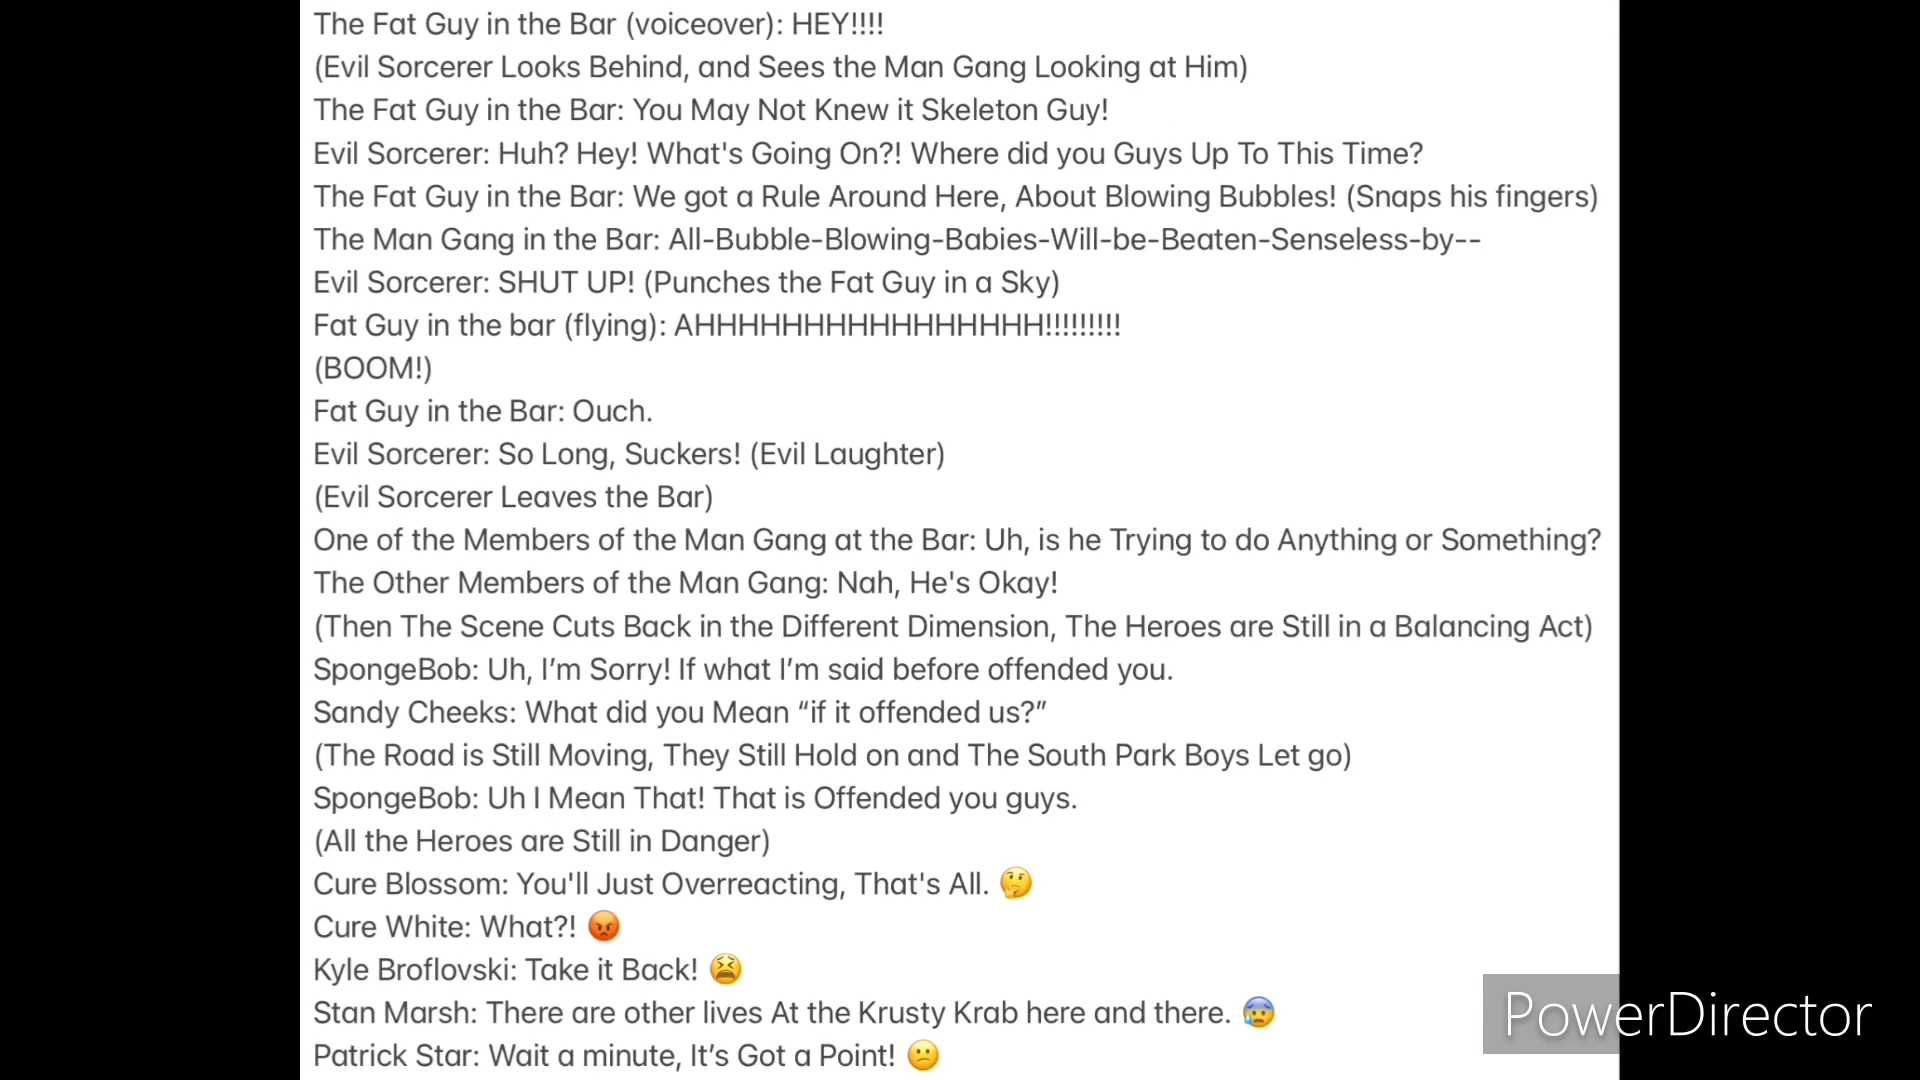 The Fat Guy in the Bar (voiceover): HEY!!!!
(Evil Sorcerer Looks Behind, and Sees the Man Gang Looking at Him)
The Fat Guy in the Bar: You May Not Knew it Skeleton Guy!
Evil Sorcerer: Huh? Hey! What's Going On?! Where did you Guys Up To This Time?
The Fat Guy in the Bar: We got a Rule Around Here, About Blowing Bubbles! (Snaps his fingers)
The Man Gang in the Bar: All-Bubble-Blowing-Babies-Will-be-Beaten-Senseless-by--
Evil Sorcerer: SHUT UP! (Punches the Fat Guy in a Sky)
Fat Guy in the bar (flying): AHHHHHHHHHHHHHHHH!!!!!!!!!
(BOOM!)
Fat Guy in the Bar: Ouch.
Evil Sorcerer: So Long, Suckers! (Evil Laughter)
(Evil Sorcerer Leaves the Bar)
One of the Members of the Man Gang at the Bar: Uh, is he Trying to do Anything or Something?
The Other Members of the Man Gang: Nah, He's Okay!
(Then The Scene Cuts Back in the Different Dimension, The Heroes are Still in a Balancing Act)
SpongeBob: Uh, I’m Sorry! If what I’m said before offended you.
Sandy Cheeks: What did you Mean “if it offended us?”
(The Road is Still Moving, They Still Hold on and The South Park Boys Let go)
SpongeBob: Uh I Mean That! That is Offended you guys.
(All the Heroes are Still in Danger)
Cure Blossom: You'll Just Overreacting, That's All. 🤔
Cure White: What?! 😡
Kyle Broflovski: Take it Back! 😫
Stan Marsh: There are other lives At the Krusty Krab here and there. 😰
Patrick Star: Wait a minute, It’s Got a Point! 😕
PowerDirector